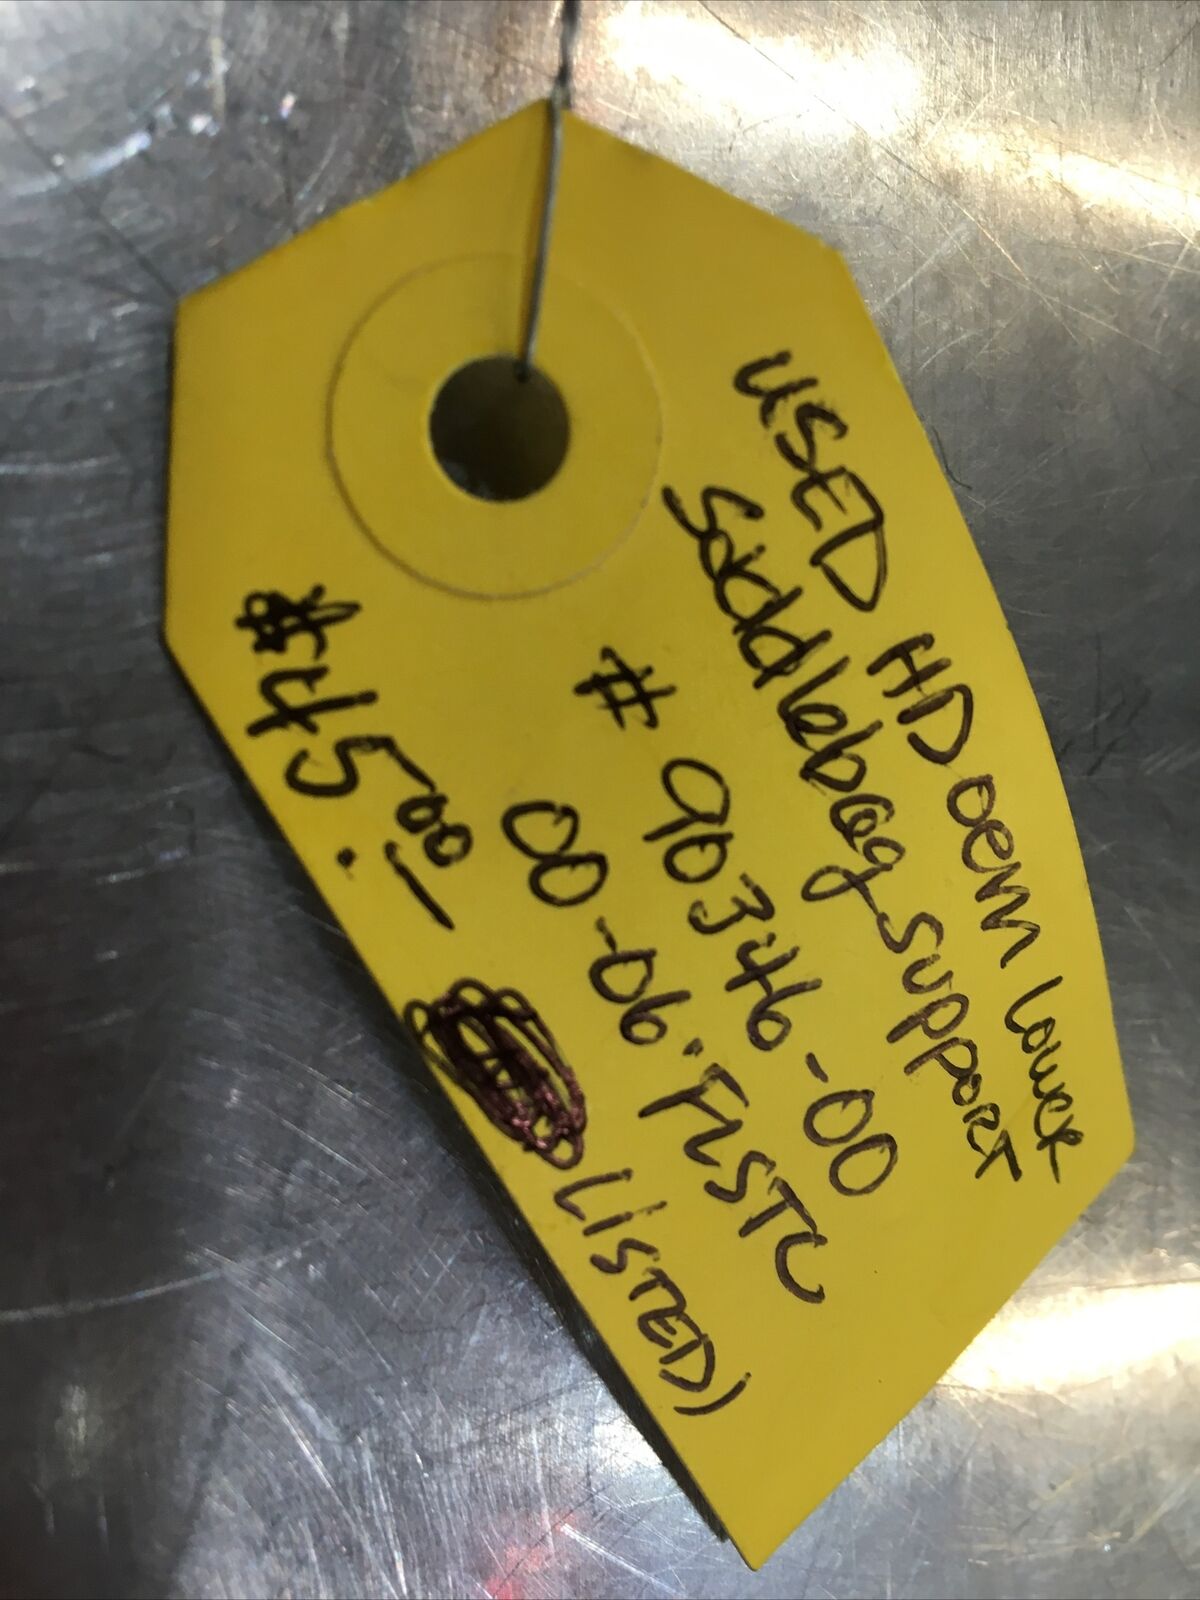 USED HD OEM Lower
Saddlebag SUPPORT
# 90346-00
00-06. FLSTC
$45.00
LISTED)